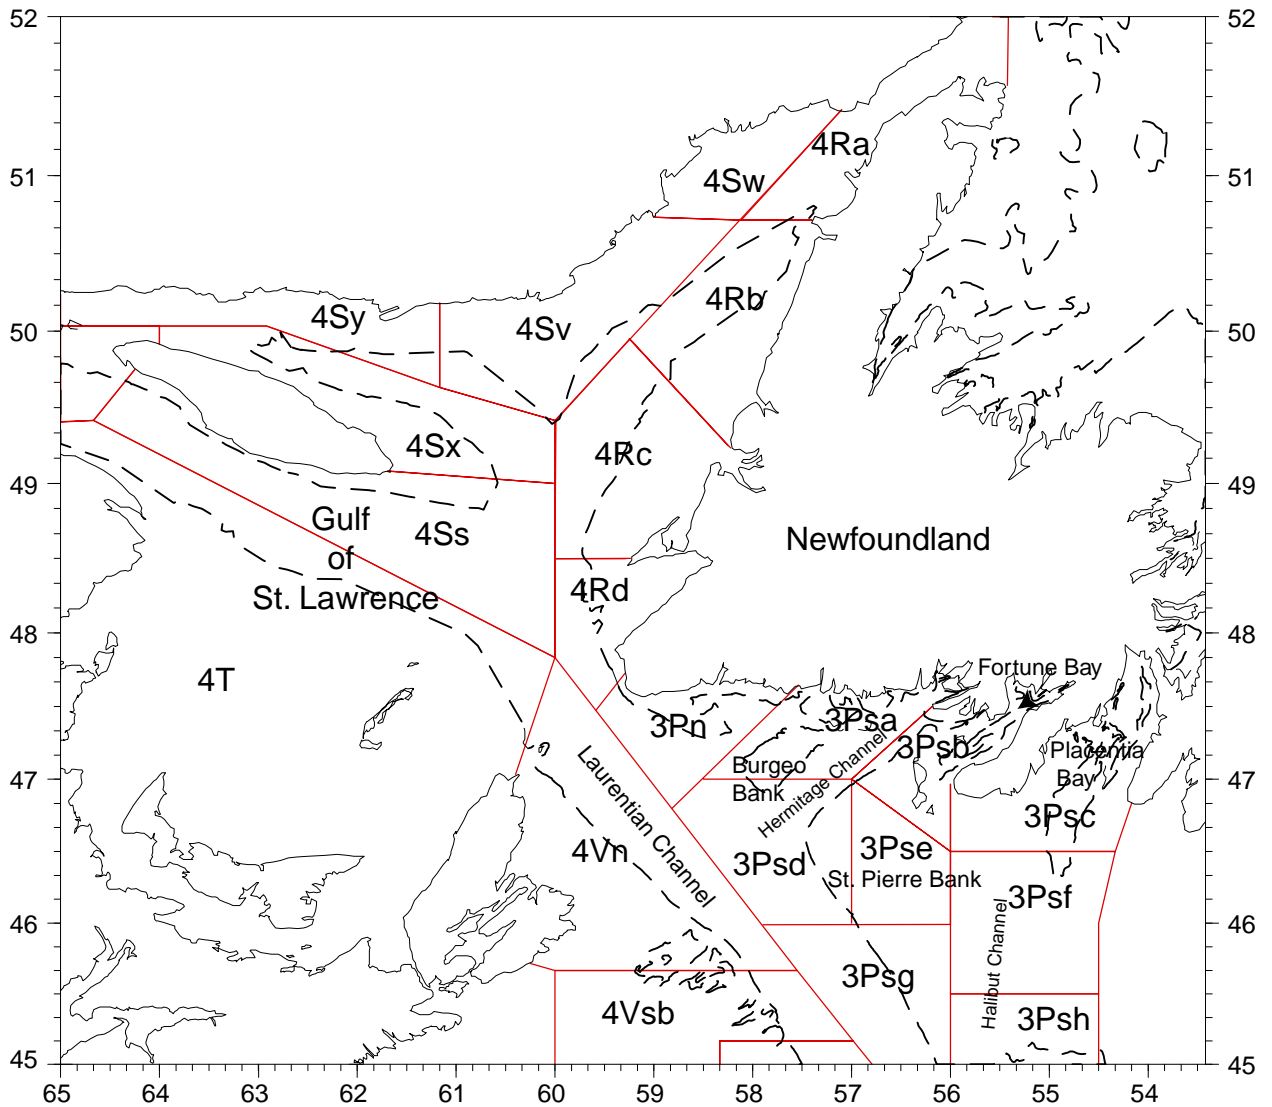 52
52
4Ra
51
51
4Sw
4Rb
4Sy
4Sv
50
50
4Sx
4Rc
49
49
Gulf
of
St. Lawrence
4Ss
Newfoundland
4Rd
48
48
4T
Fortune Bay
3Pn
3Psa
3Psb
Placentia
Bay
Burgeo
Bank
Hermitage Channel
Laurentian Channel
47
47
3Psc
4Vn
3Psd
3Pse
St. Pierre Bank
3Psf
46
46
Halibut Channel
3Psg
4Vsb
3Psh
45
45
65
64
63
62
61
60
59
58
57
56
55
54